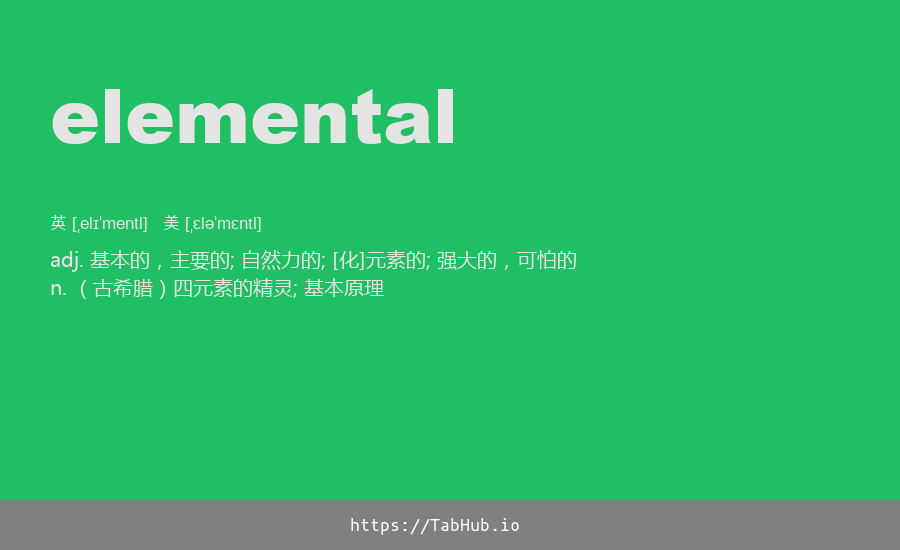 elemental
英 [ˌelɪˈmentl] 美 [ˌɛləˈmɛntl]
adj. 基本的，主要的; 自然力的; [化]元素的; 强大的，可怕的
n. （古希腊）四元素的精灵; 基本原理
https://TabHub.io